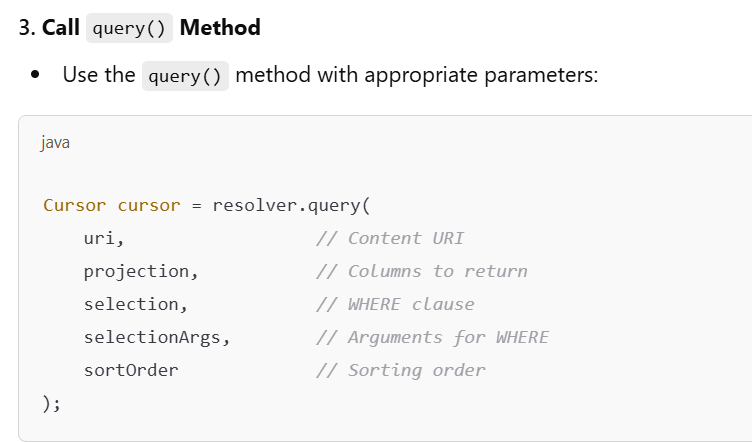 3. Call query() Method
• Use the query() method with appropriate parameters:
java
Cursor cursor = resolver.query(
    uri,                   // Content URI
    projection,            // Columns to return
    selection,             // WHERE clause
    selectionArgs,         // Arguments for WHERE
    sortOrder              // Sorting order
);